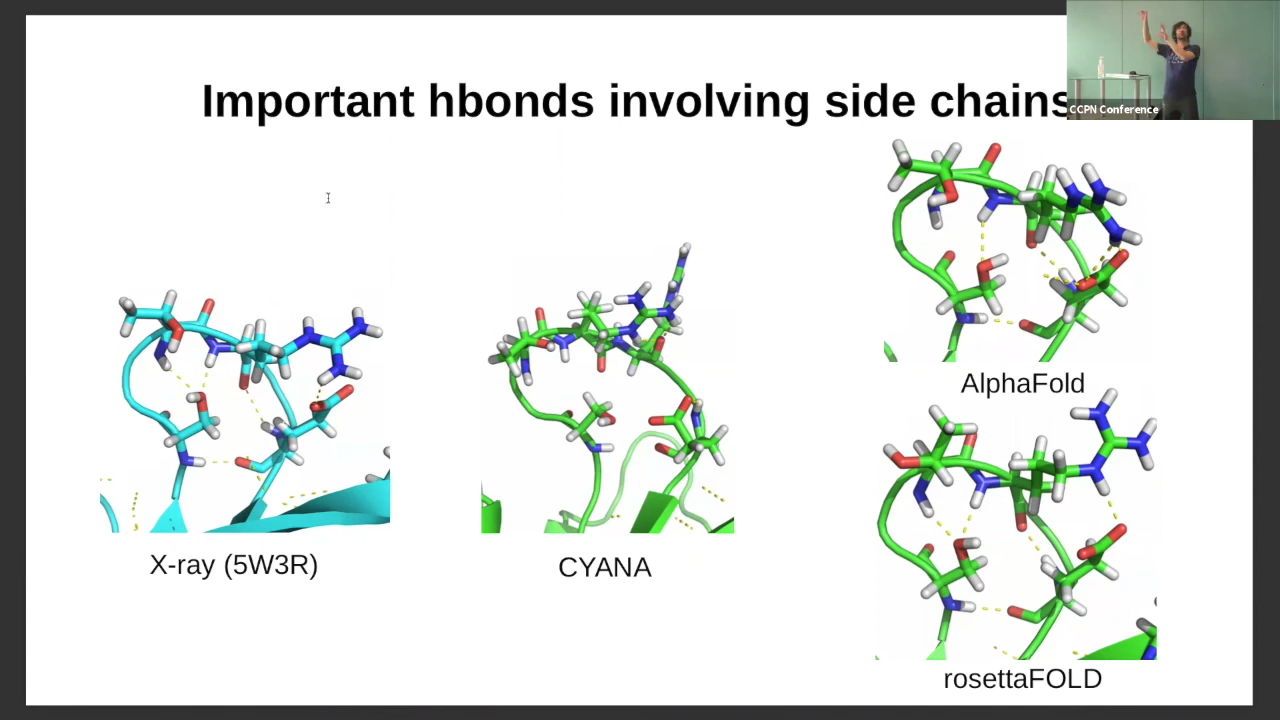 Important hbonds involving side chains
CCPN Conference
X-ray (5W3R)
CYANA
AlphaFold
rosettaFOLD